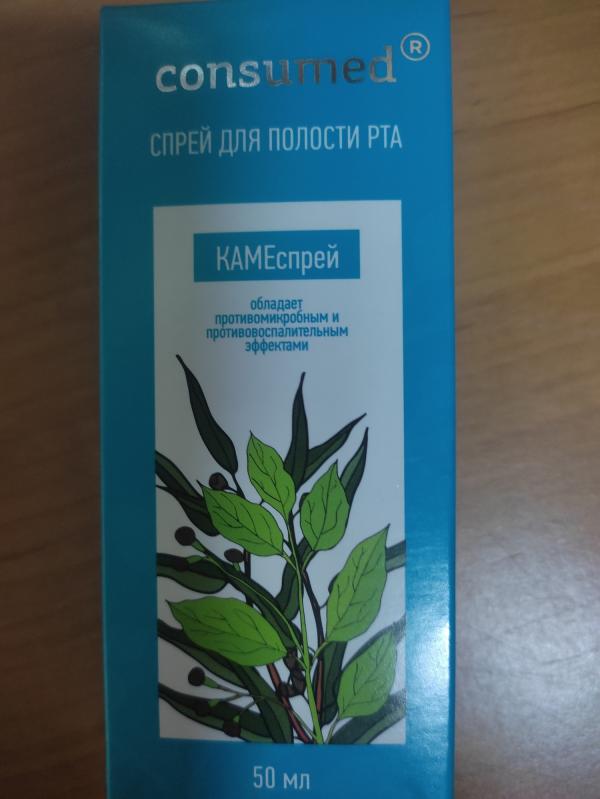 consumed®
СПРЕЙ ДЛЯ ПОЛОСТИ РТА
КАМЕспрей
обладает
противомикробным и
противовоспалительным
эффектами
50 мл